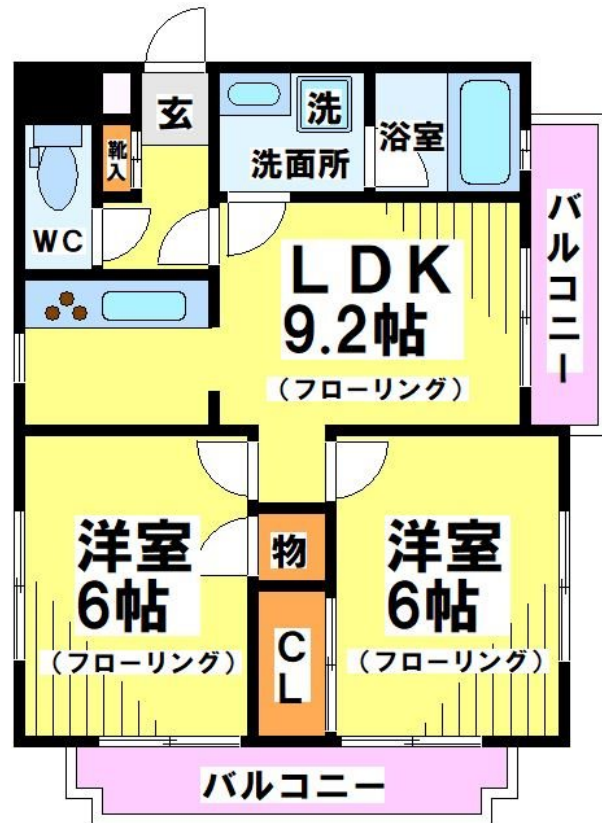 玄
洗
靴入
洗面所
浴室
WC
バルコニー
LDK
9.2帖
(フローリング)
洋室
6帖
(フローリング)
物
CL
洋室
6帖
(フローリング)
バルコニー